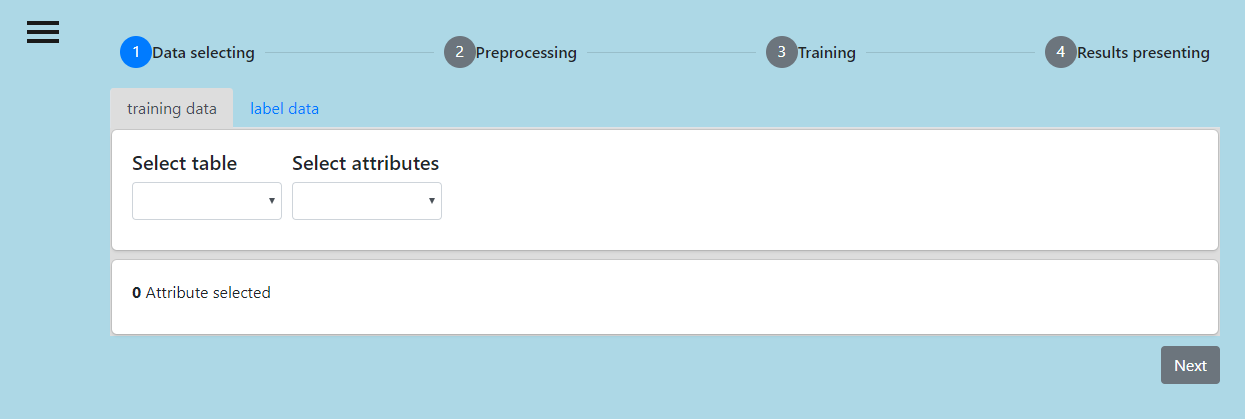 1 Data selecting 2 Preprocessing 3 Training 4 Results presenting
training data label data
Select table Select attributes
0 Attribute selected
Next